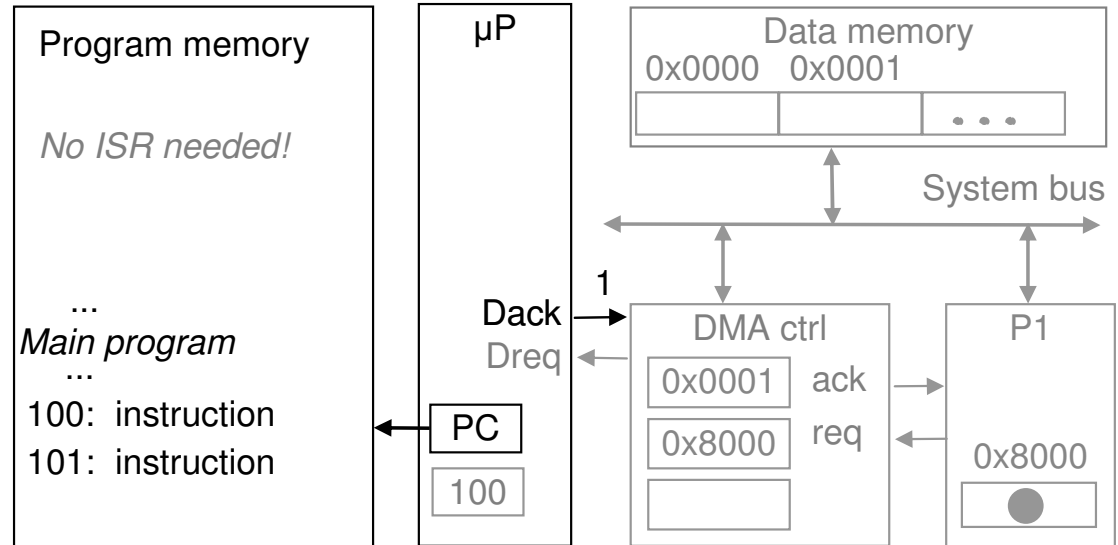 Program memory
No ISR needed!
...
Main program
...
100: instruction
101: instruction
µP
Dack
Dreq
PC
100
1
Data memory
0x0000 0x0001
...
System bus
DMA ctrl
0x0001
ack
0x8000
req
P1
0x8000